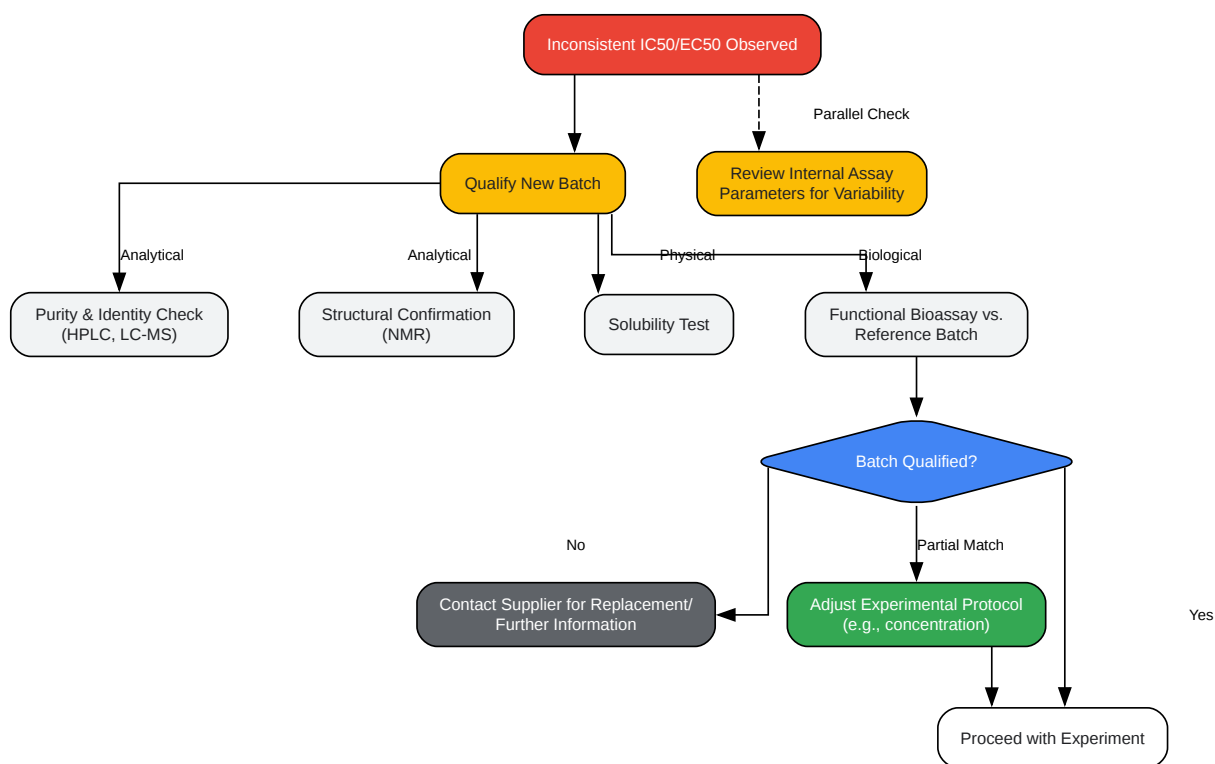 Inconsistent IC50/EC50 Observed
Parallel Check
Qualify New Batch
Review Internal Assay
Parameters for Variability
Analytical
Analytical
Physical
Biological
Purity & Identity Check
(HPLC, LC-MS)
Structural Confirmation
(NMR)
Solubility Test
Functional Bioassay vs.
Reference Batch
Batch Qualified?
No
Partial Match
Contact Supplier for Replacement/
Further Information
Adjust Experimental Protocol
(e.g., concentration)
Yes
Proceed with Experiment